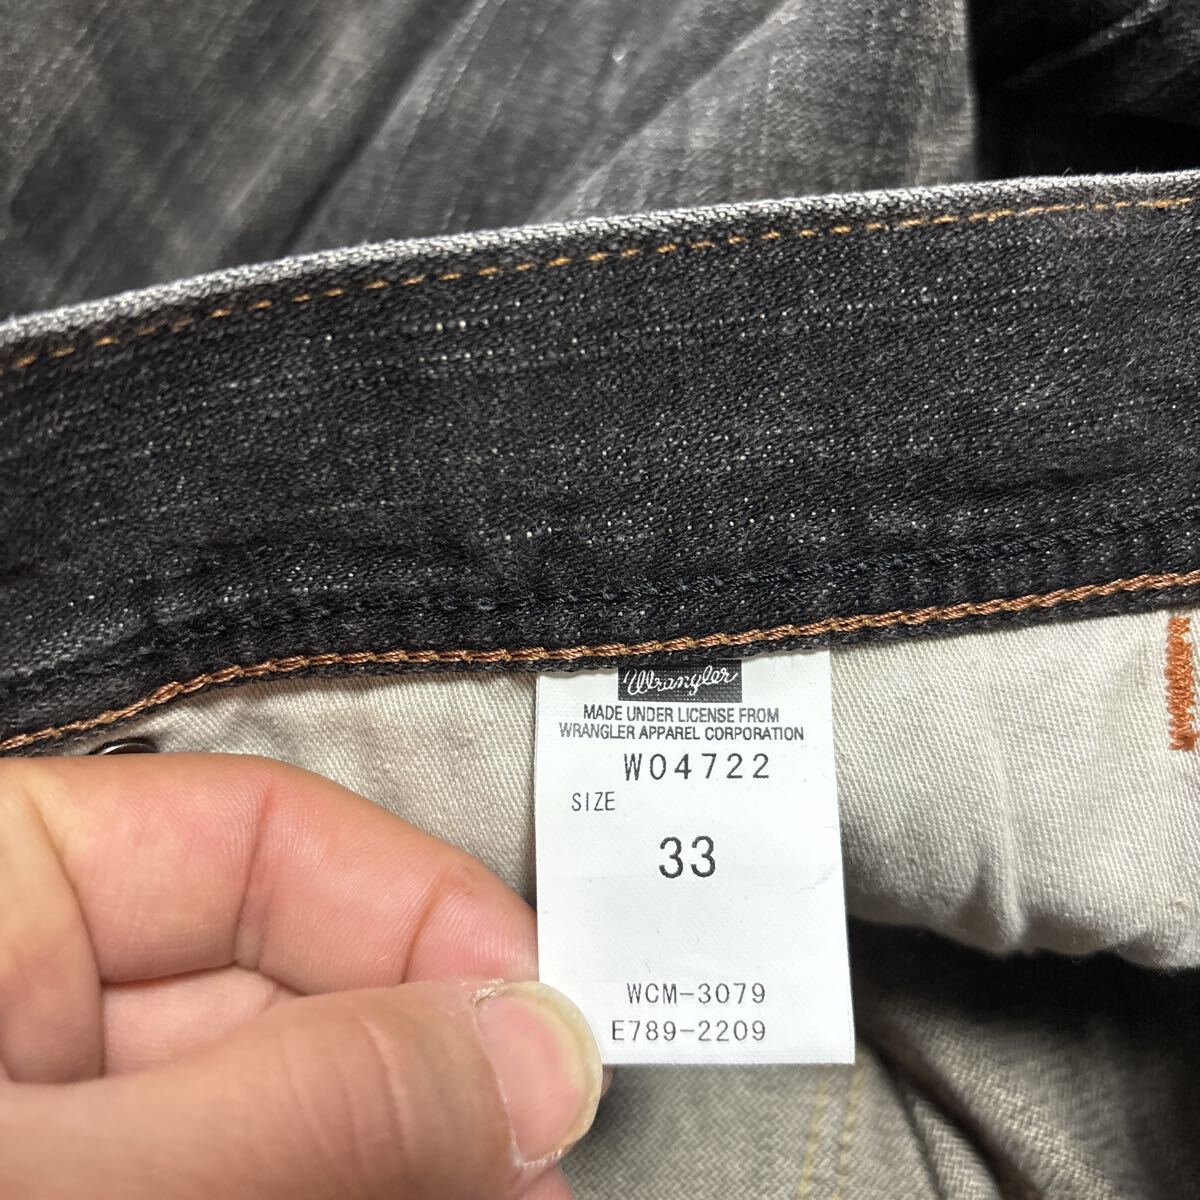 Wrangler
MADE UNDER LICENSE FROM
WRANGLER APPAREL CORPORATION
W04722
SIZE
33
WCM-3079
E789-2209